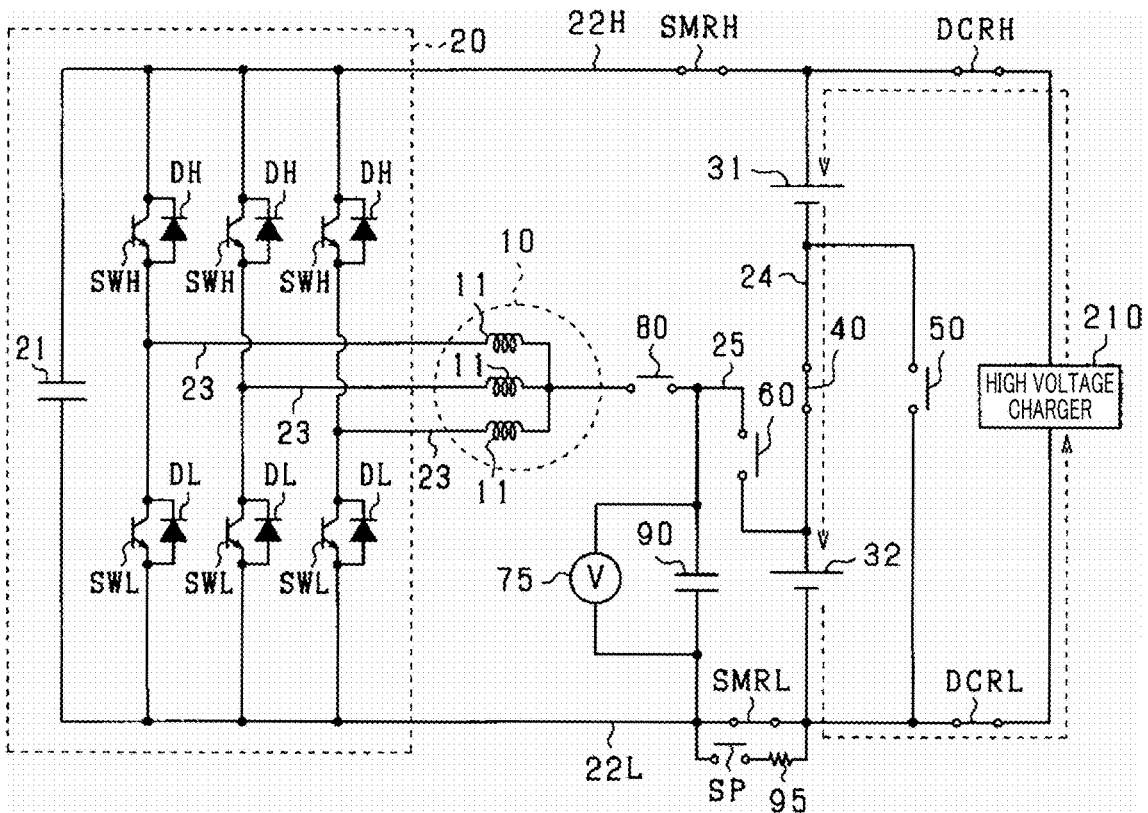 20
22H
SMRH
DCRH
DH
DH
DH
31
SWH
SWH
SWH
10
24
11
80
25
40
50
210
21
23
11
60
HIGH VOLTAGE
CHARGER
23
23
11
DL
DL
DL
90
32
75
V
SWL
SWL
SWL
SMRL
DCRL
22L
SP
95